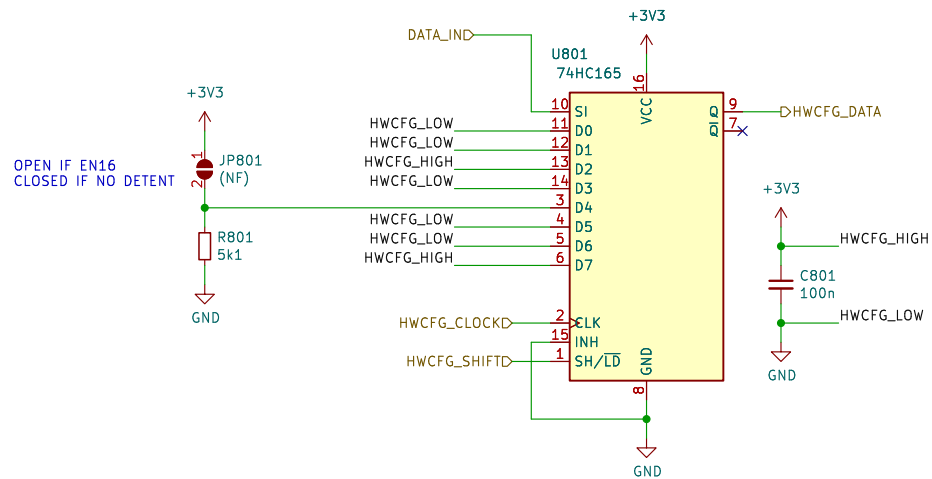 +3V3
DATA_IN
U801
74HC165
16
VCC
10 SI
9 Q
HWCFG_DATA
7 Q
+3V3
1
JP801
(NF)
2
OPEN IF EN16
CLOSED IF NO DETENT
HWCFG_LOW 11 D0
HWCFG_LOW 12 D1
HWCFG_HIGH 13 D2
HWCFG_LOW 14 D3
3 D4
HWCFG_LOW 4 D5
HWCFG_LOW 5 D6
HWCFG_HIGH 6 D7
R801
5k1
GND
+3V3
HWCFG_HIGH
C801
100n
HWCFG_LOW
GND
HWCFG_CLOCK 2 CLK
15 INH
HWCFG_SHIFT 1 SH/LD
GND
8
GND